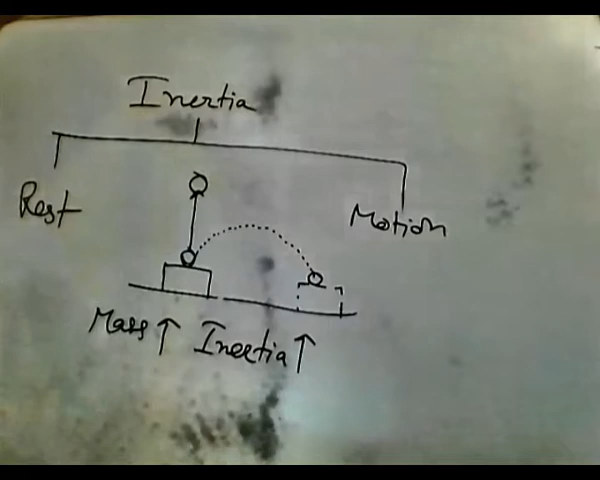 Inertia
Rest
Motion
Mass ↑ Inertia ↑